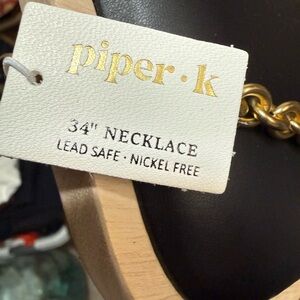 piper·k
34" NECKLACE
LEAD SAFE · NICKEL FREE